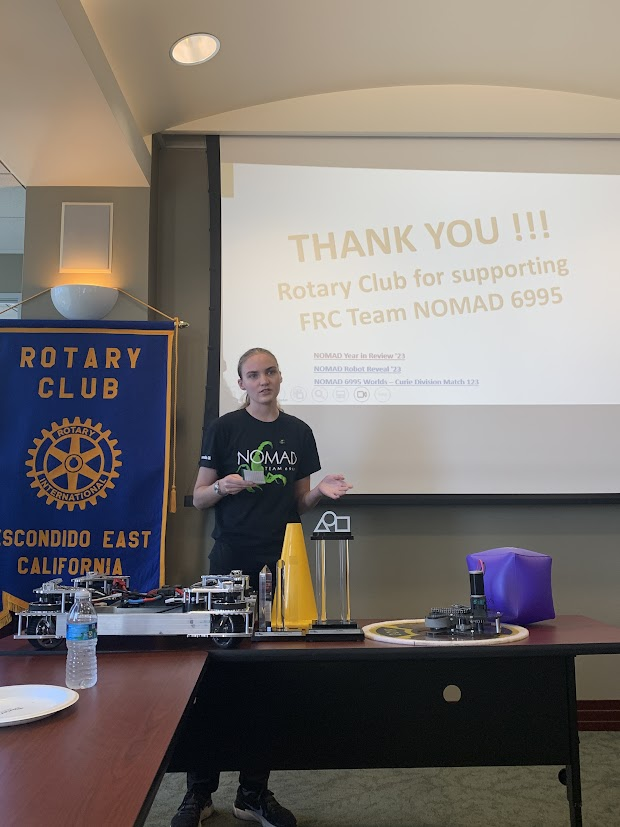 THANK YOU !!!
Rotary Club for supporting
FRC Team NOMAD 6995
NOMAD Year in Review '23
NOMAD Robot Reveal '23
NOMAD 6995 Worlds – Curie Division Match 123
ROTARY
CLUB
ROTARY
INTERNATIONAL
ESCONDIDO EAST
CALIFORNIA
NOMAD
TEAM